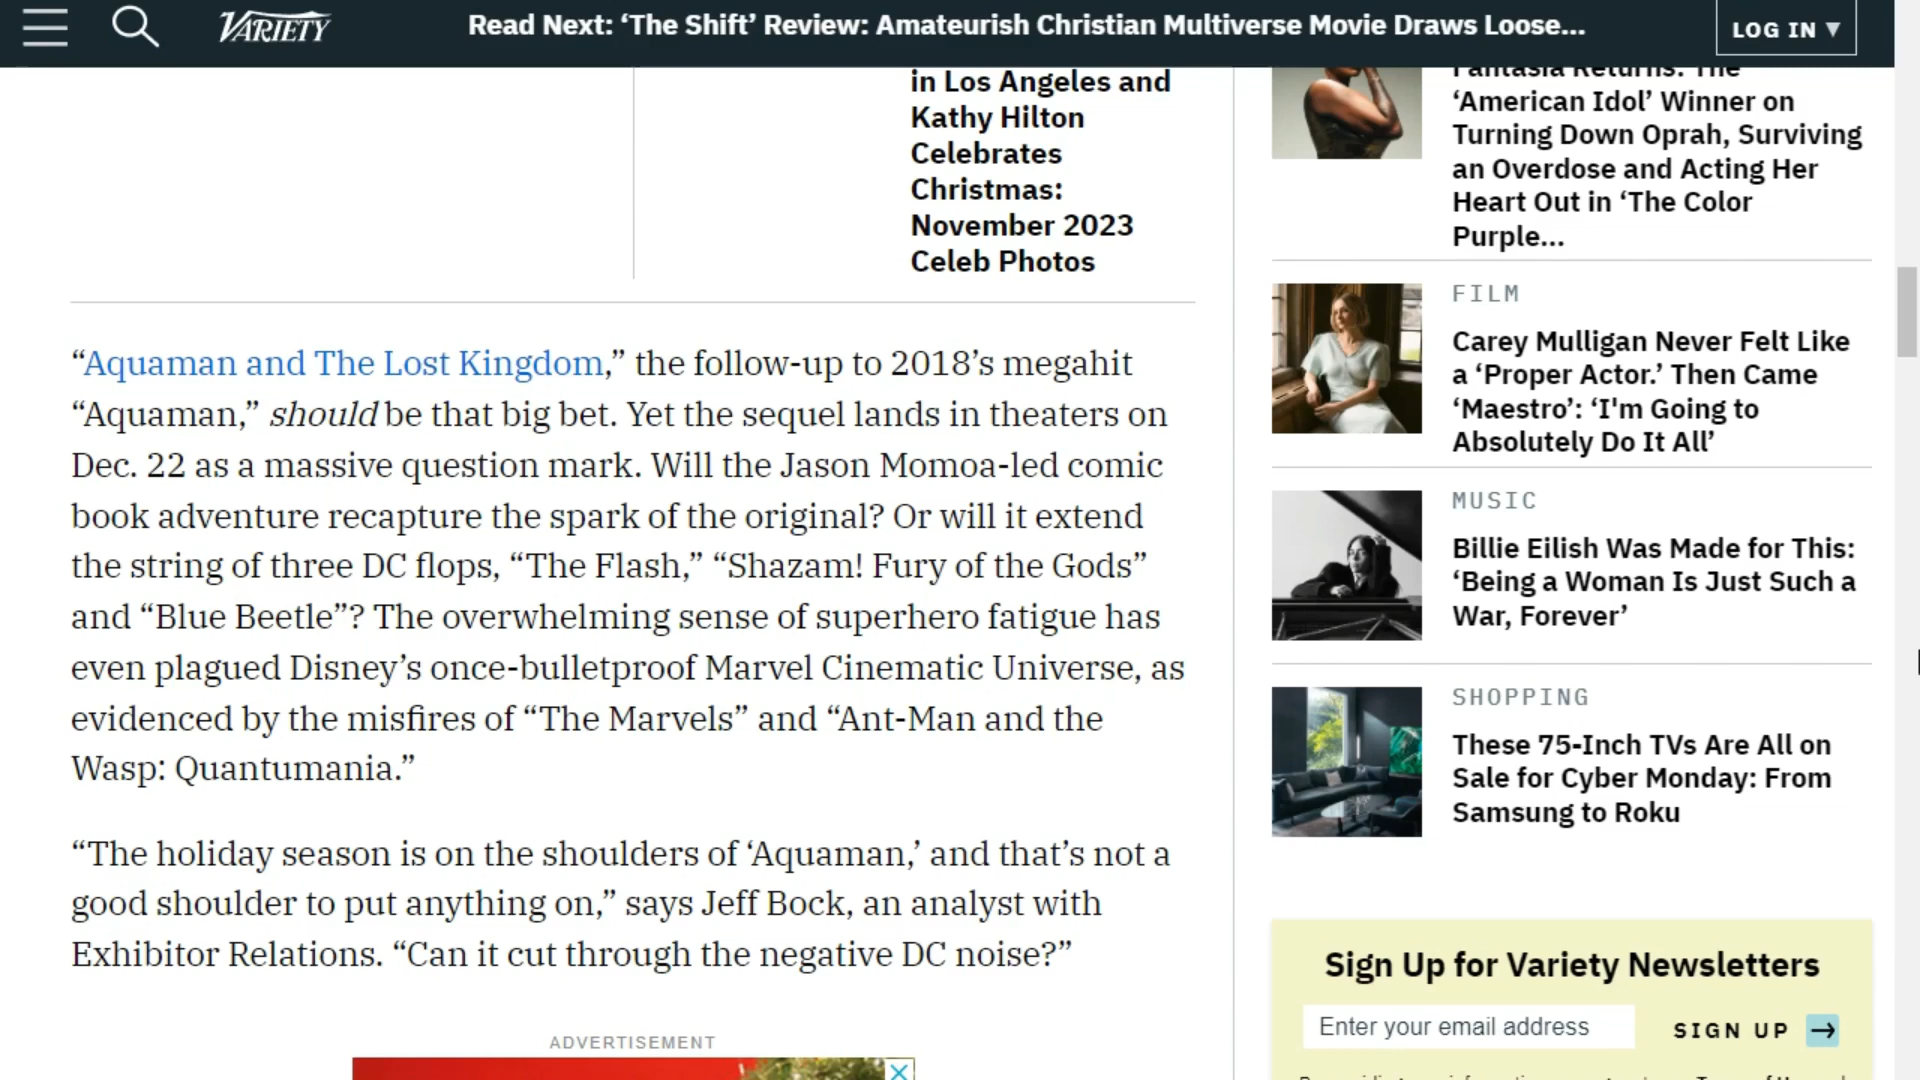 VARIETY
Read Next: ‘The Shift’ Review: Amateurish Christian Multiverse Movie Draws Loose...
LOG IN ▼
in Los Angeles and
Kathy Hilton
Celebrates
Christmas:
November 2023
Celeb Photos
“Aquaman and The Lost Kingdom,” the follow-up to 2018’s megahit
“Aquaman,” should be that big bet. Yet the sequel lands in theaters on
Dec. 22 as a massive question mark. Will the Jason Momoa-led comic
book adventure recapture the spark of the original? Or will it extend
the string of three DC flops, “The Flash,” “Shazam! Fury of the Gods”
and “Blue Beetle”? The overwhelming sense of superhero fatigue has
even plagued Disney’s once-bulletproof Marvel Cinematic Universe, as
evidenced by the misfires of “The Marvels” and “Ant-Man and the
Wasp: Quantumania.”
“The holiday season is on the shoulders of ‘Aquaman,’ and that’s not a
good shoulder to put anything on,” says Jeff Bock, an analyst with
Exhibitor Relations. “Can it cut through the negative DC noise?”
ADVERTISEMENT
Fantasia Returns: The
‘American Idol’ Winner on
Turning Down Oprah, Surviving
an Overdose and Acting Her
Heart Out in ‘The Color
Purple...
FILM
Carey Mulligan Never Felt Like
a ‘Proper Actor.’ Then Came
‘Maestro’: ‘I'm Going to
Absolutely Do It All’
MUSIC
Billie Eilish Was Made for This:
‘Being a Woman Is Just Such a
War, Forever’
SHOPPING
These 75-Inch TVs Are All on
Sale for Cyber Monday: From
Samsung to Roku
Sign Up for Variety Newsletters
Enter your email address
SIGN UP →